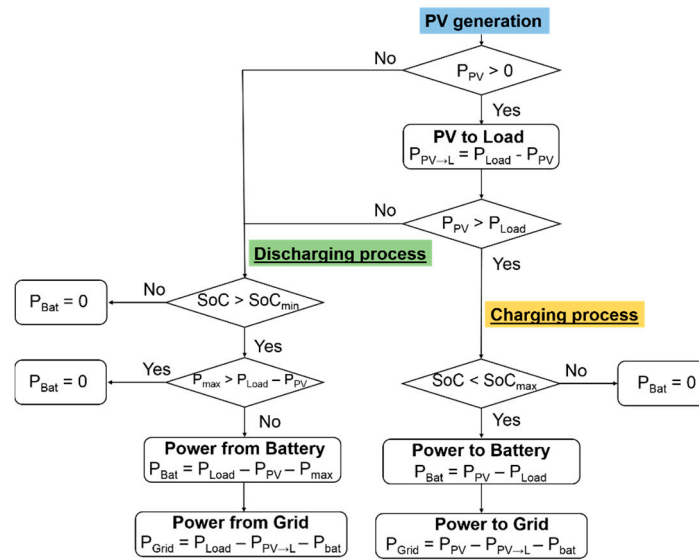 PV generation
No
P_PV > 0
Yes
PV to Load
P_PV→L = P_Load - P_PV
No
P_PV > P_Load
Discharging process
Yes
P_Bat = 0
No
SoC > SoC_min
Charging process
Yes
P_Bat = 0
Yes
P_max > P_Load – P_PV
SoC < SoC_max
No
P_Bat = 0
No
Yes
Power from Battery
P_Bat = P_Load – P_PV – P_max
Power to Battery
P_Bat = P_PV – P_Load
Power from Grid
P_Grid = P_Load – P_PV→L – P_bat
Power to Grid
P_Grid = P_PV – P_PV→L – P_bat